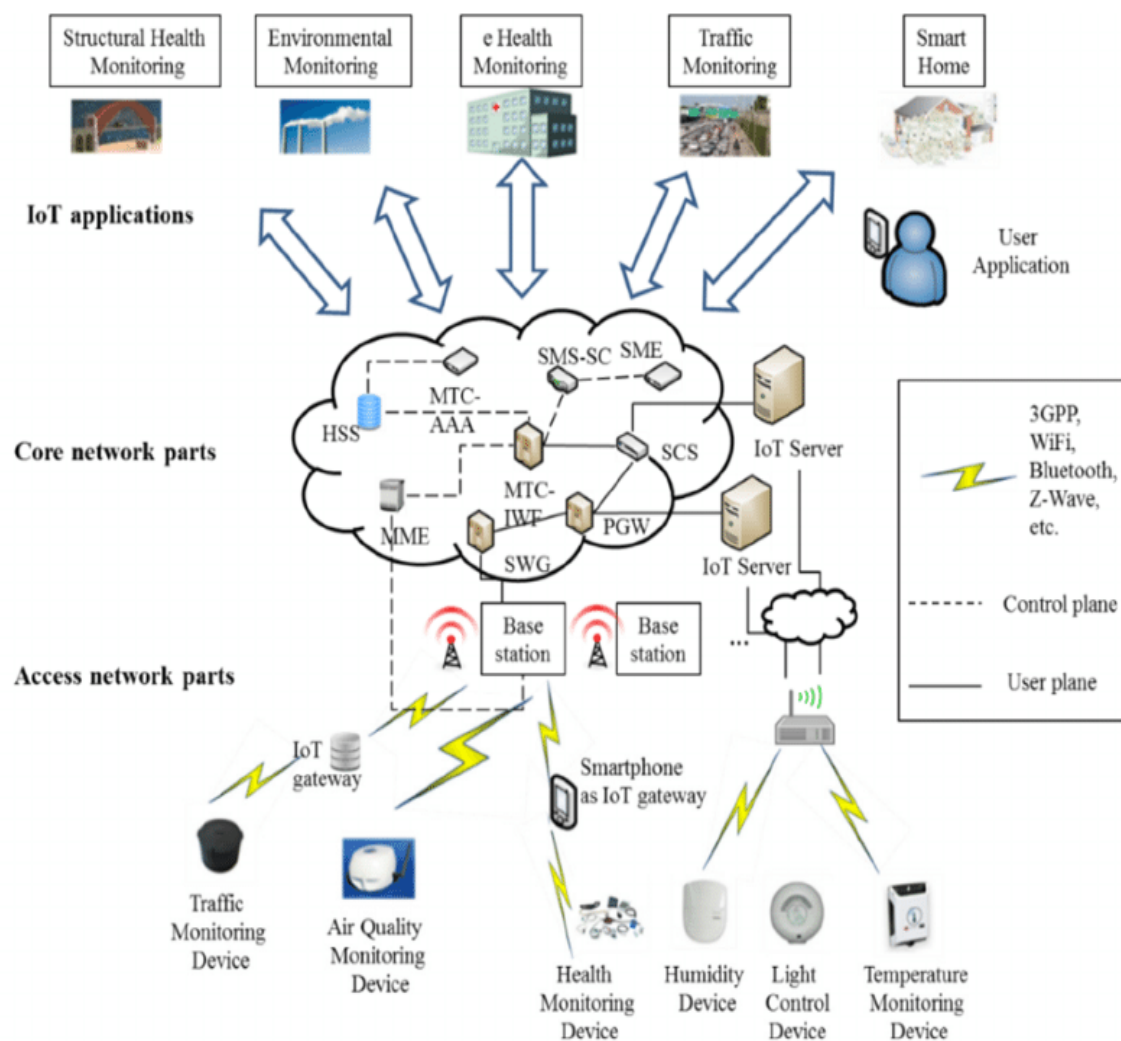 Structural Health
Monitoring
Environmental
Monitoring
e Health
Monitoring
Traffic
Monitoring
Smart
Home
IoT applications
User
Application
SMS-SC
SME
MTC-
AAA
HSS
SCS
IoT Server
Core network parts
MTC-
IWF
MME
PGW
SWG
IoT Server
3GPP,
WiFi,
Bluetooth,
Z-Wave,
etc.
Control plane
User plane
Base
station
Base
station
...
Access network parts
IoT
gateway
Smartphone
as IoT gateway
Traffic
Monitoring
Device
Air Quality
Monitoring
Device
Health
Monitoring
Device
Humidity
Device
Light
Control
Device
Temperature
Monitoring
Device